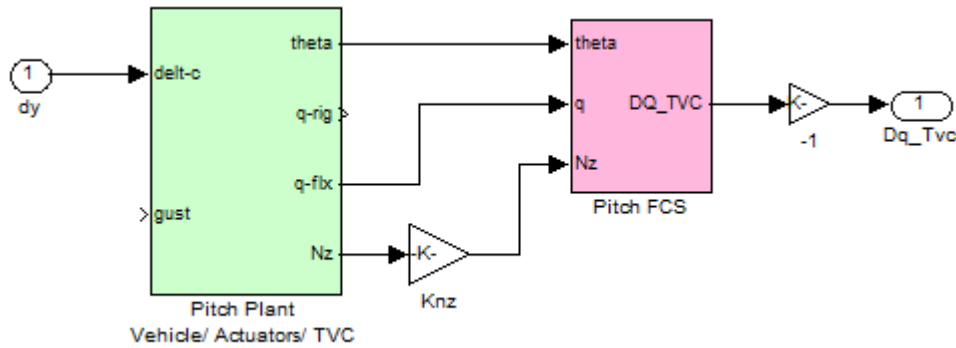 1
dy
delt-c
gust
theta
q-rig
q-flx
Nz
Pitch Plant
Vehicle/ Actuators/ TVC
-K-
Knz
theta
q
Nz
DQ_TVC
Pitch FCS
K-
-1
1
Dq_Tvc